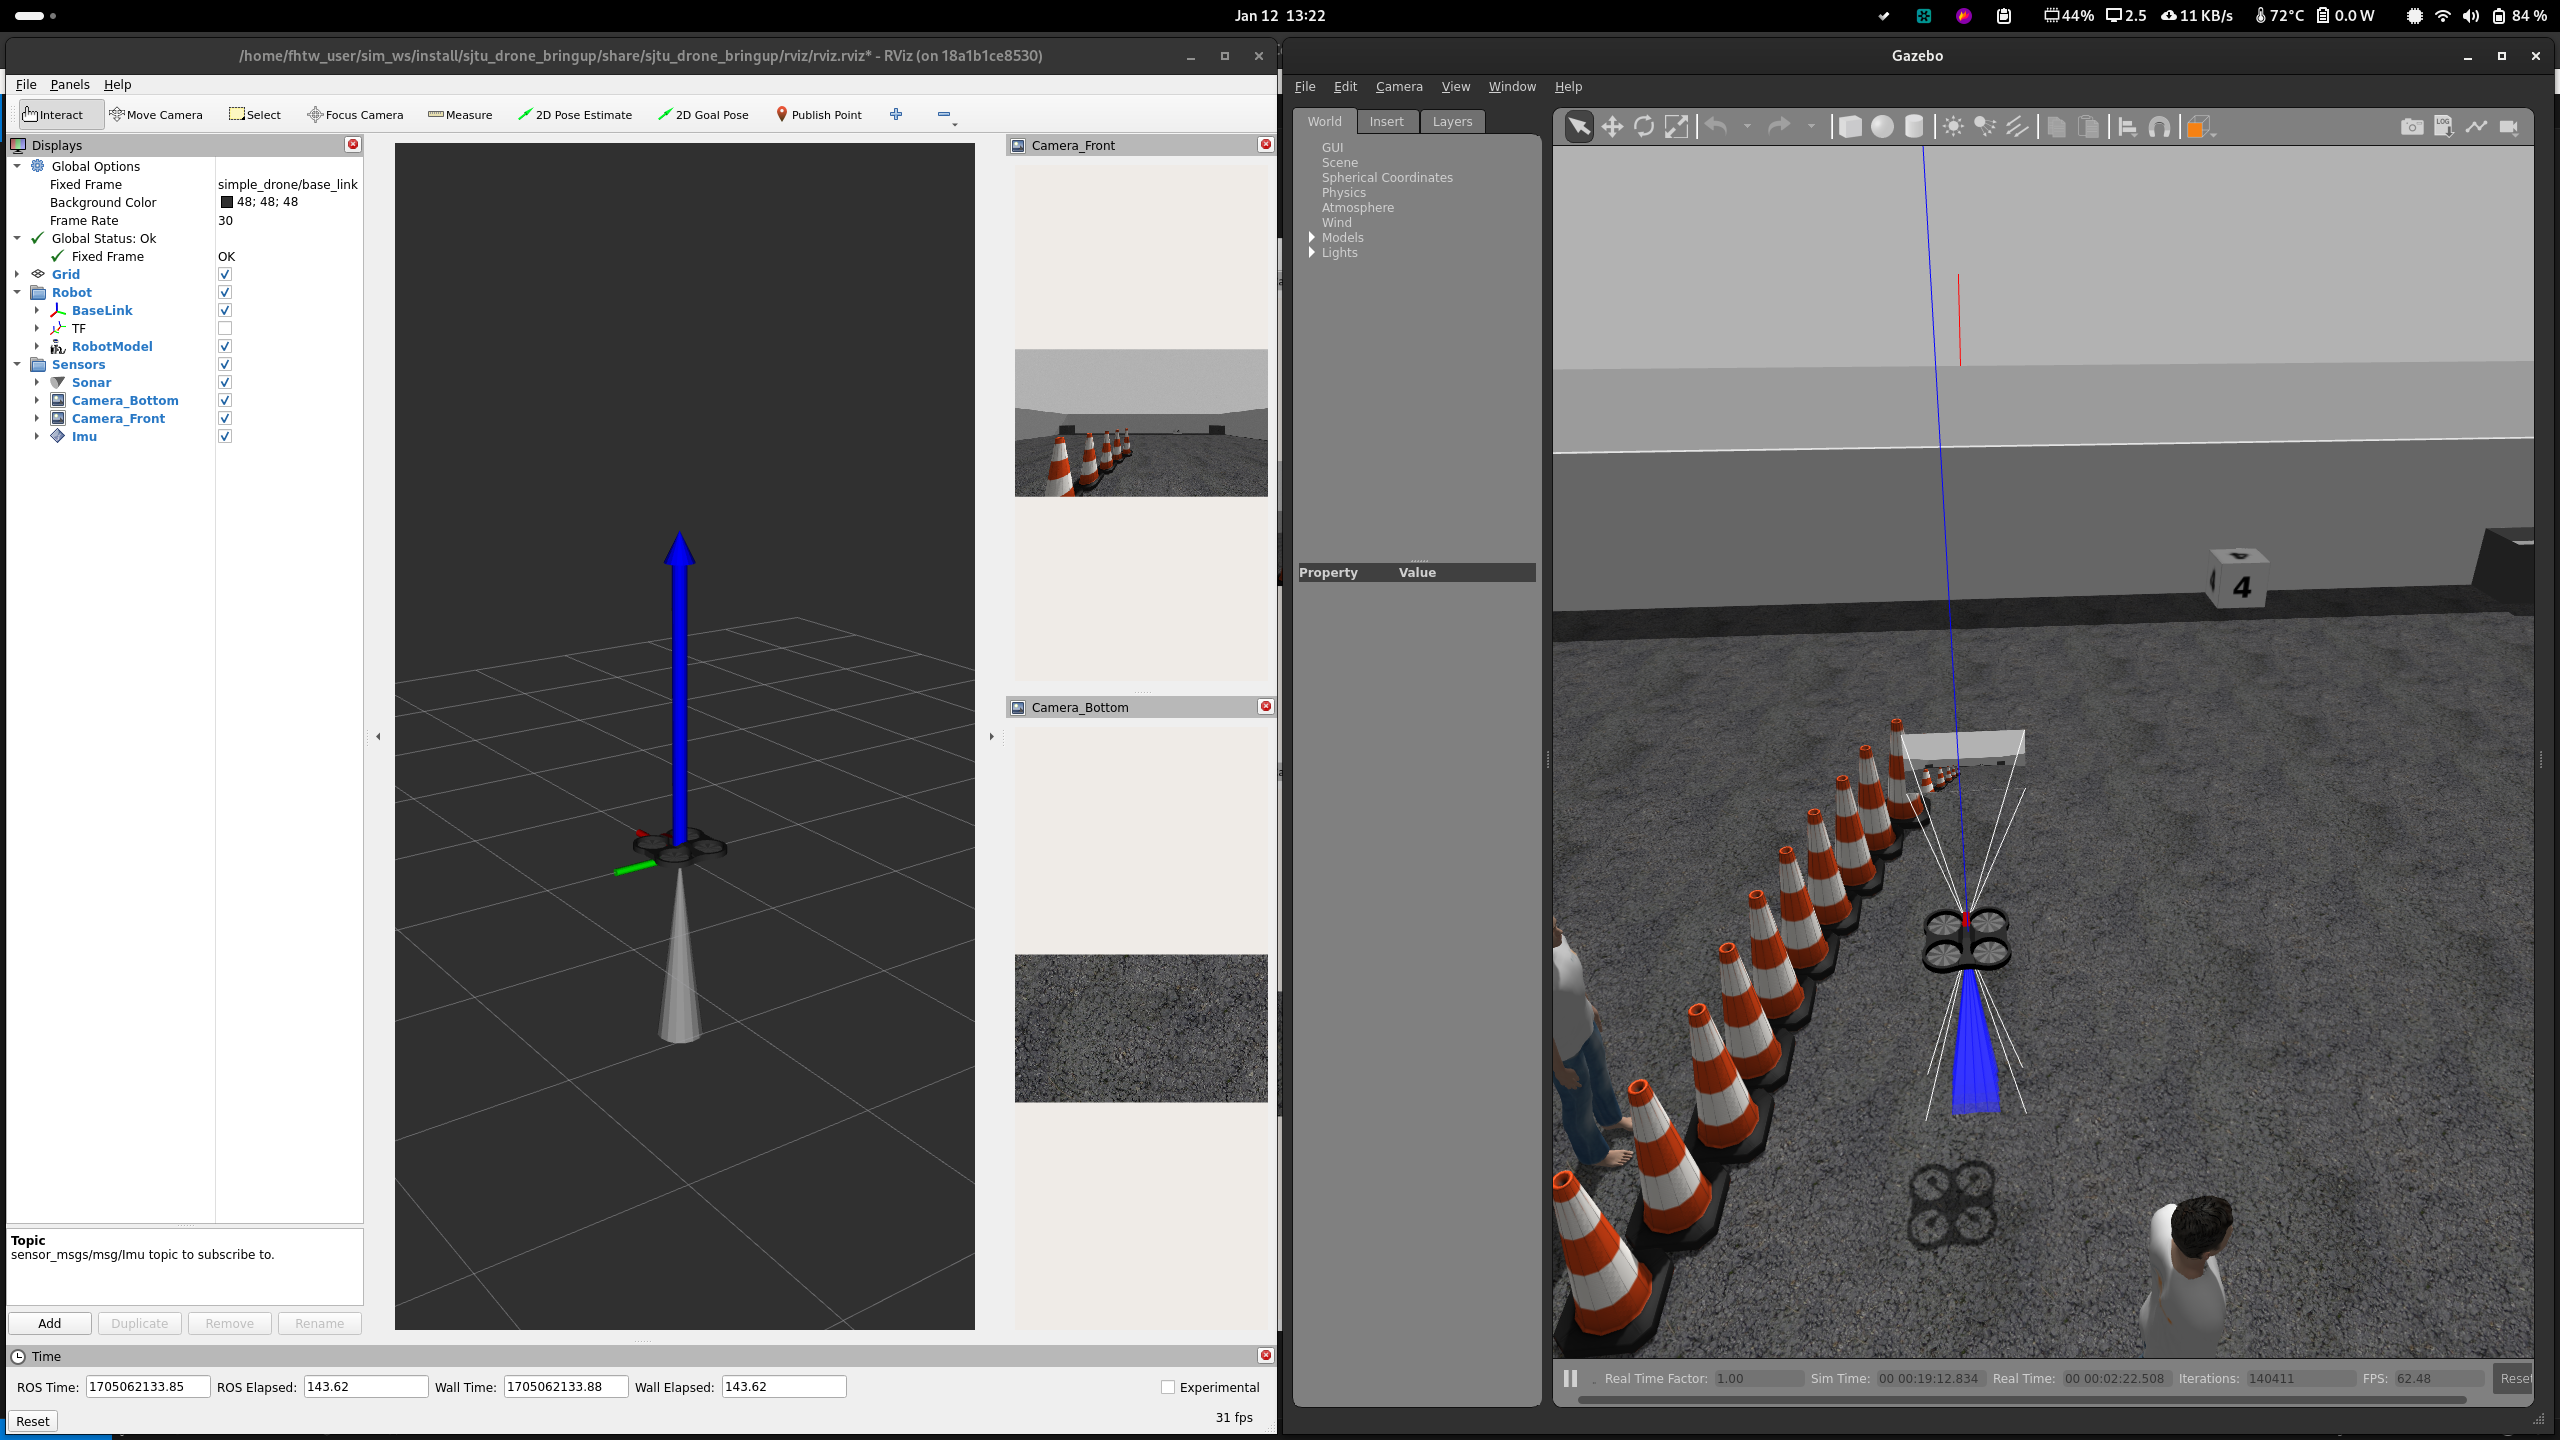 Jan 12  13:22
44% 2.5 11 KB/s 72°C 0.0 W 84 %
/home/fhtw_user/sim_ws/install/sjtu_drone_bringup/share/sjtu_drone_bringup/rviz/rviz.rviz* - RViz (on 18a1b1ce8530)
File Panels Help
Interact Move Camera Select Focus Camera Measure 2D Pose Estimate 2D Goal Pose Publish Point
Displays
Global Options
Fixed Frame simple_drone/base_link
Background Color 48; 48; 48
Frame Rate 30
Global Status: Ok
Fixed Frame OK
Grid
Robot
BaseLink
TF
RobotModel
Sensors
Sonar
Camera_Bottom
Camera_Front
Imu
Topic
sensor_msgs/msg/Imu topic to subscribe to.
Add Duplicate Remove Rename
Camera_Front
Camera_Bottom
Time
ROS Time: 1705062133.85 ROS Elapsed: 143.62 Wall Time: 1705062133.88 Wall Elapsed: 143.62 Experimental
Reset 31 fps
Gazebo
File Edit Camera View Window Help
World Insert Layers
LOG
GUI
Scene
Spherical Coordinates
Physics
Atmosphere
Wind
Models
Lights
Property Value
4
Real Time Factor: 1.00 Sim Time: 00 00:19:12.834 Real Time: 00 00:02:22.508 Iterations: 140411 FPS: 62.48 Reset